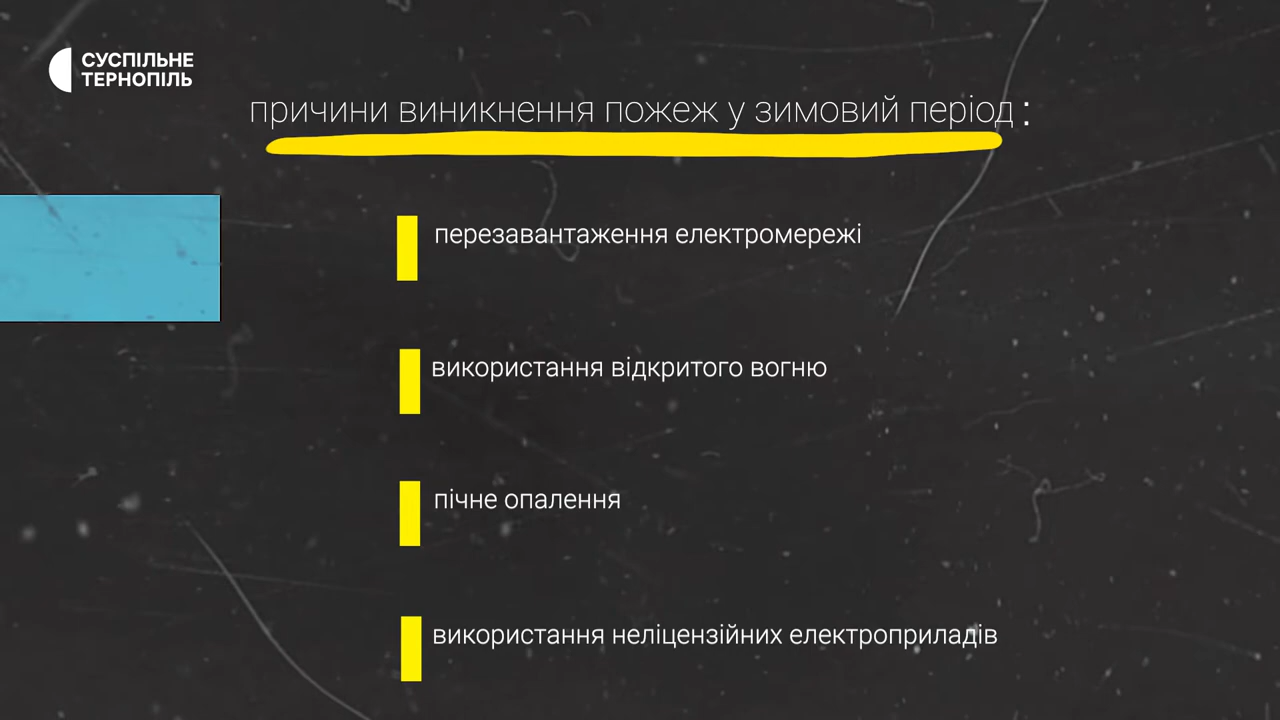 СУСПІЛЬНЕ
ТЕРНОПІЛЬ
причини виникнення пожеж у зимовий період:
перезавантаження електромережі
використання відкритого вогню
пічне опалення
використання неліцензійних електроприладів